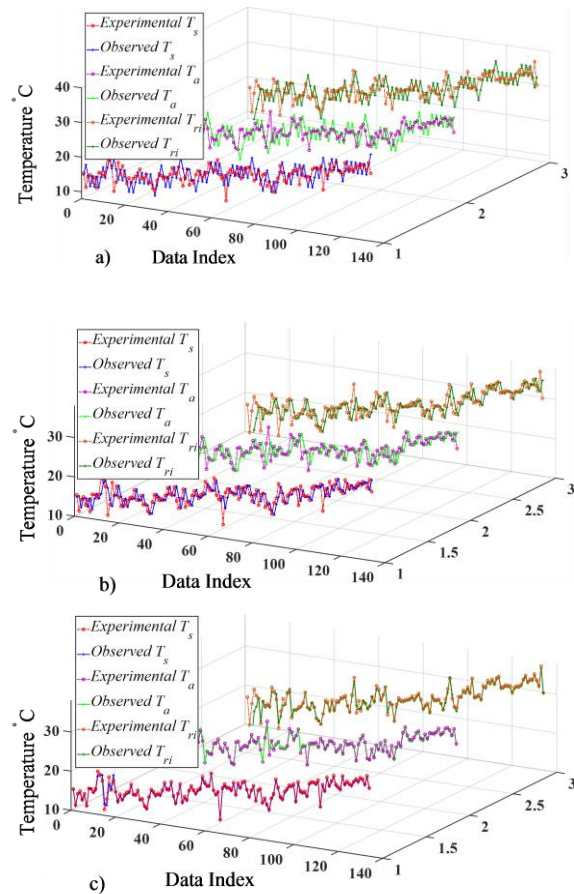 Experimental T_s
Observed T_s
Experimental T_a
Observed T_a
Experimental T_ri
Observed T_ri
Temperature °C
40
30
20
10
0
20
40
60
80
100
120
140
1
2
3
a)
Data Index
Experimental T_s
Observed T_s
Experimental T_a
Observed T_a
Experimental T_ri
Observed T_ri
Temperature °C
30
20
10
0
20
40
60
80
100
120
140
1
1.5
2
2.5
3
b)
Data Index
Experimental T_s
Observed T_s
Experimental T_a
Observed T_a
Experimental T_ri
Observed T_ri
Temperature °C
30
20
10
0
20
40
60
80
100
120
140
1
1.5
2
2.5
3
c)
Data Index